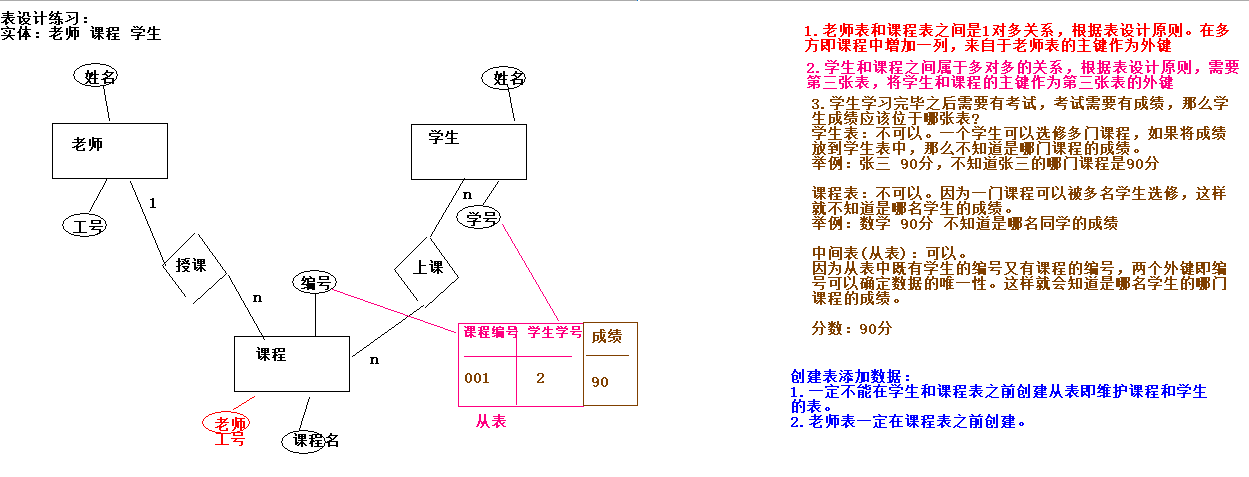 表设计练习：
实体：老师 课程 学生
姓名
老师
工号
1
授课
n
姓名
学生
n
学号
上课
n
编号
课程
老师
工号
课程名
课程编号 学生学号 成绩
001 2 90
从表
1.老师表和课程表之间是1对多关系，根据表设计原则。在多
方即课程中增加一列，来自于老师表的主键作为外键
2.学生和课程之间属于多对多的关系，根据表设计原则，需要
第三张表，将学生和课程的主键作为第三张表的外键
3.学生学习完毕之后需要有考试，考试需要有成绩，那么学
生成绩应该位于哪张表？
学生表：不可以。一个学生可以选修多门课程，如果将成绩
放到学生表中，那么不知道是哪门课程的成绩。
举例：张三 90分，不知道张三的哪门课程是90分
课程表：不可以。因为一门课程可以被多名学生选修，这样
就不知道是哪名学生的成绩。
举例：数学 90分 不知道是哪名同学的成绩
中间表(从表)：可以。
因为从表中既有学生的编号又有课程的编号，两个外键即编
号可以确定数据的唯一性。这样就会知道是哪名学生的哪门
课程的成绩。
分数：90分
创建表添加数据：
1.一定不能在学生和课程表之前创建从表即维护课程和学生
的表。
2.老师表一定在课程表之前创建。